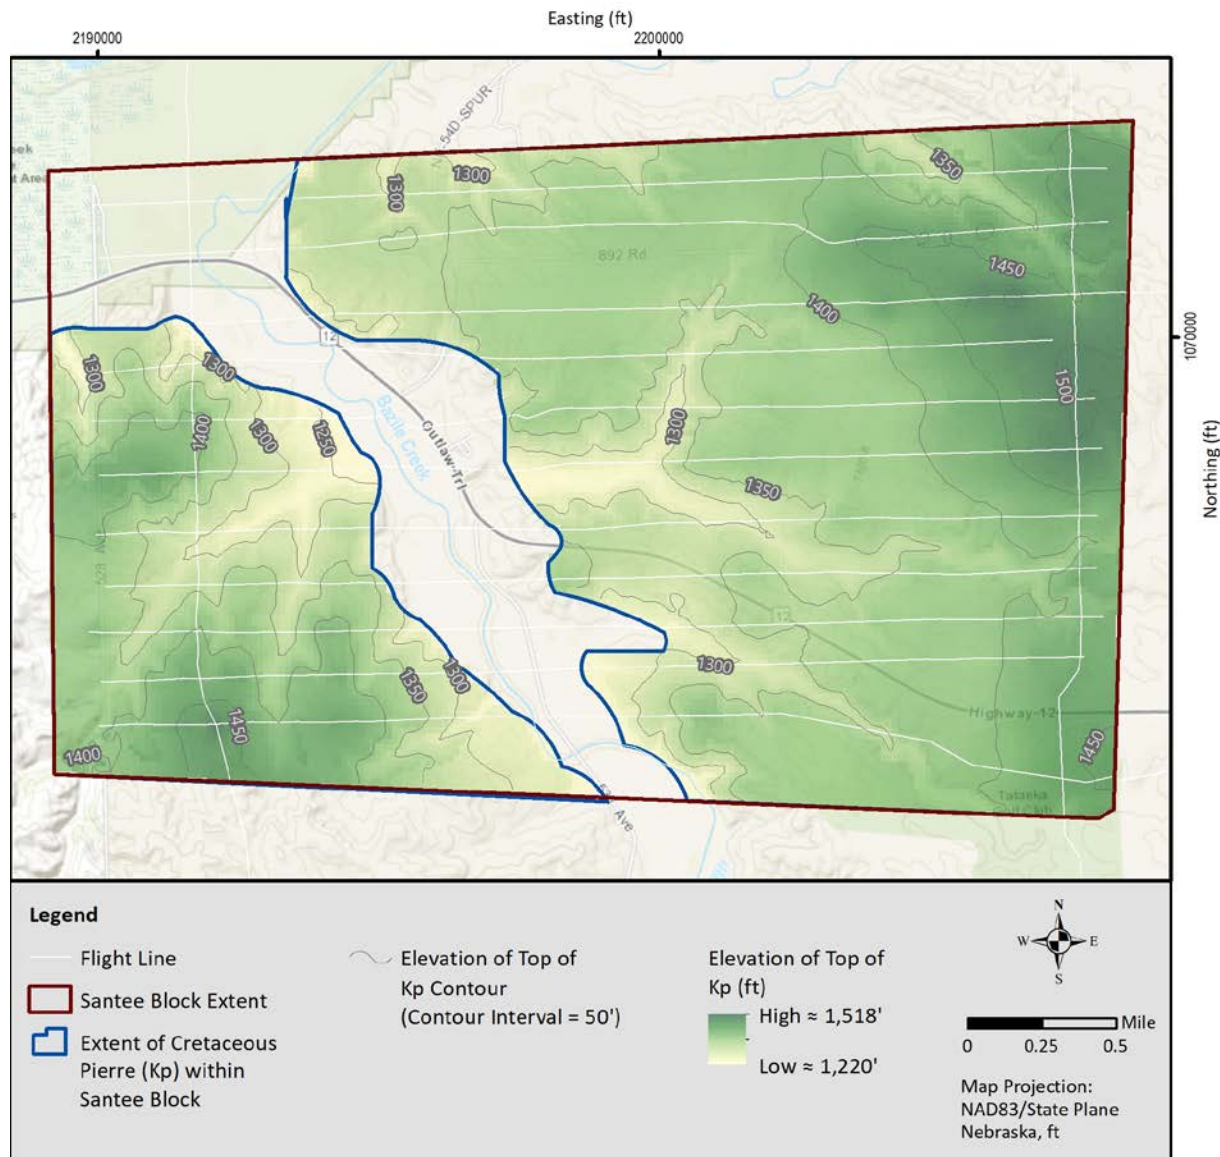 Easting (ft)
2190000
2200000
N-54D-SPUR
1350
1300
1300
892 Rd
1450
1400
12
1070000
1300
1300
1500
1400
1300
1250
Bazile Creek
Outlaw Trl
1300
1350
Northing (ft)
12
1300
1350
1300
1450
Highway-12
1450
1400
Ave
Legend
Flight Line
Santee Block Extent
Extent of Cretaceous
Pierre (Kp) within
Santee Block
Elevation of Top of
Kp Contour
(Contour Interval = 50')
Elevation of Top of
Kp (ft)
High ≈ 1,518'
Low ≈ 1,220'
N
W
E
S
Mile
0
0.25
0.5
Map Projection:
NAD83/State Plane
Nebraska, ft